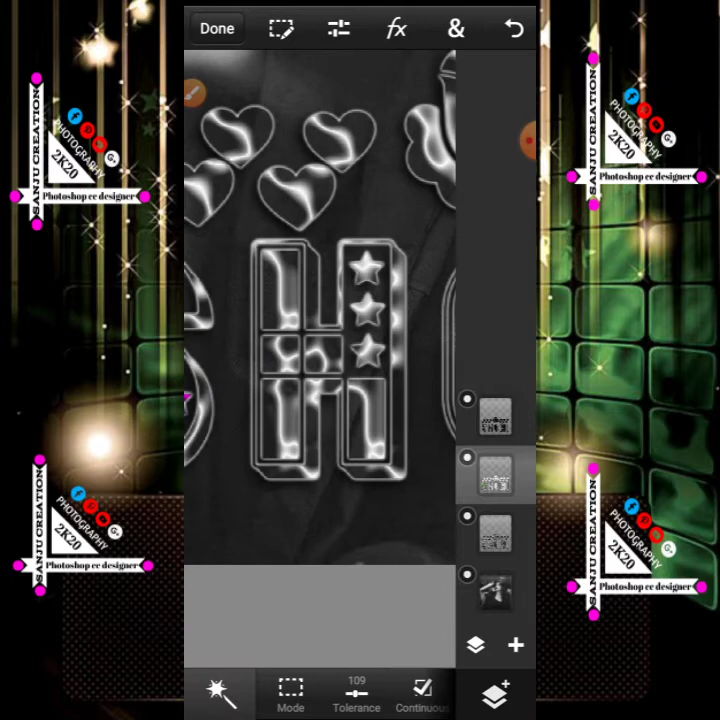 Done
fx
&
SANJU CREATION
PHOTOGRAPHY
2K20
G+
Photoshop cc designer
SANJU CREATION
PHOTOGRAPHY
2K20
G+
Photoshop cc designer
H
SANJU CREATION
PHOTOGRAPHY
2K20
G+
Photoshop cc designer
SANJU CREATION
PHOTOGRAPHY
2K20
G+
Photoshop cc designer
109
Mode
Tolerance
Continuou